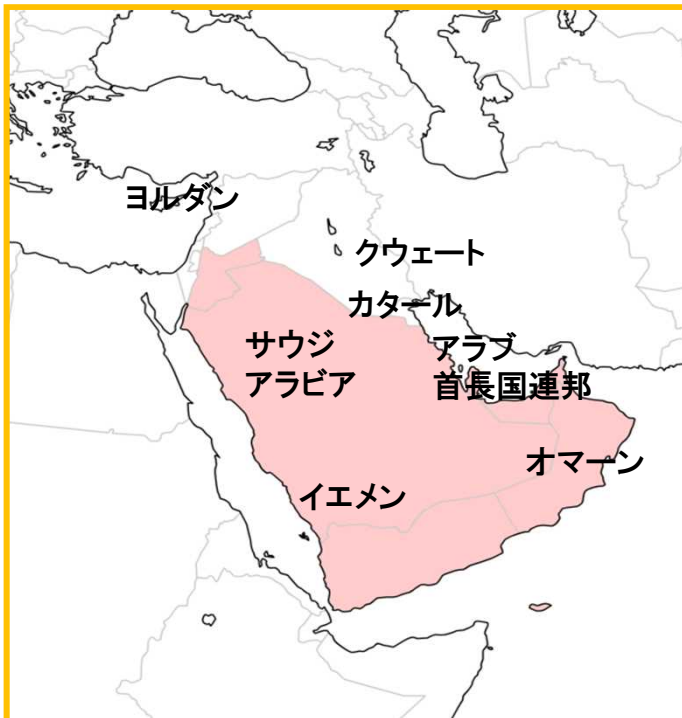 ヨルダン
クウェート
カタール
サウジ
アラビア
アラブ
首長国連邦
オマーン
イエメン